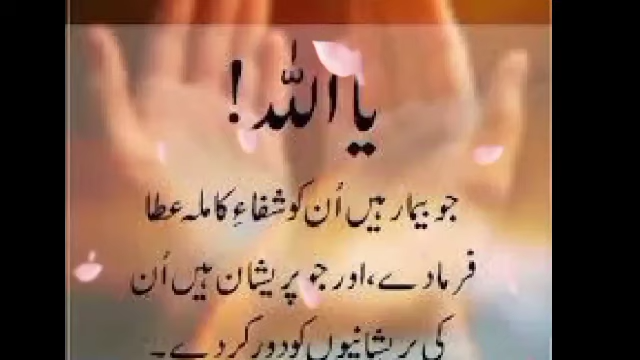 یا اللہ !
جو بیمار ہیں اُن کو شفاءِ کاملہ عطا
فرما دے، اور جو پریشان ہیں اُن
کی پریشانیوں کو دور کر دے۔